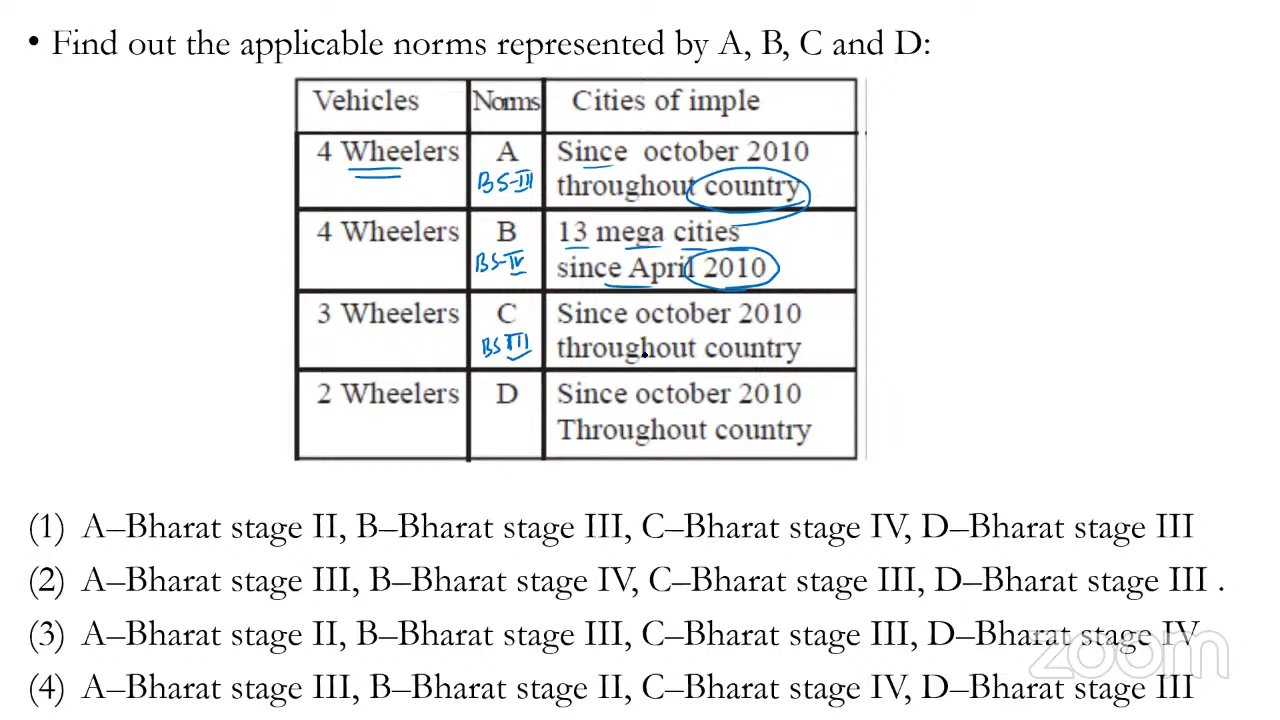 • Find out the applicable norms represented by A, B, C and D:
Vehicles Norms Cities of imple
4 Wheelers A Since october 2010
BS-III throughout country
4 Wheelers B 13 mega cities
BS-IV since April 2010
3 Wheelers C Since october 2010
BS III throughout country
2 Wheelers D Since october 2010
Throughout country
(1) A–Bharat stage II, B–Bharat stage III, C–Bharat stage IV, D–Bharat stage III
(2) A–Bharat stage III, B–Bharat stage IV, C–Bharat stage III, D–Bharat stage III .
(3) A–Bharat stage II, B–Bharat stage III, C–Bharat stage III, D–Bharat stage IV
zoom
(4) A–Bharat stage III, B–Bharat stage II, C–Bharat stage IV, D–Bharat stage III